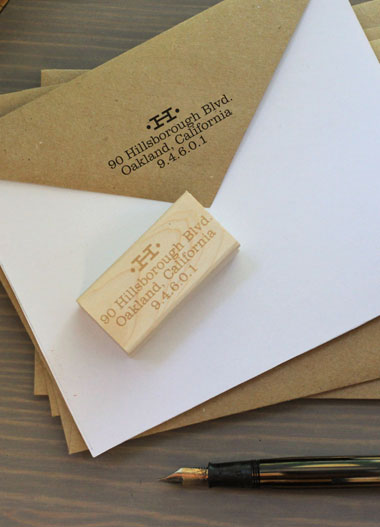 ·H·
90 Hillsborough Blvd.
Oakland, California
9.4.6.0.1
·H·
90 Hillsborough Blvd.
Oakland, California
9.4.6.0.1